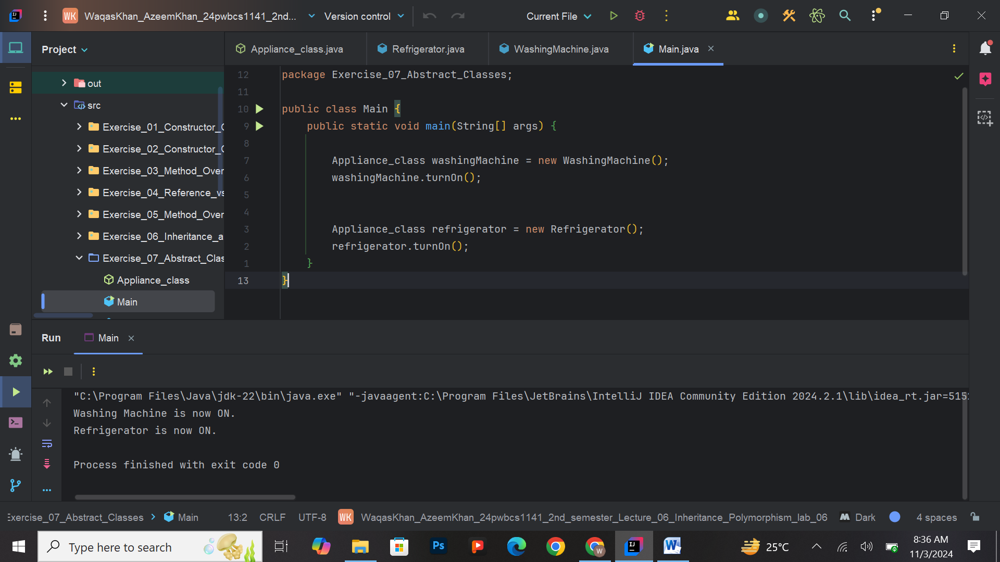 WK WaqasKhan_AzeemKhan_24pwbcs1141_2nd... Version control Current File
Project
Appliance_class.java Refrigerator.java WashingMachine.java Main.java
out
src
Exercise_01_Constructor_
Exercise_02_Constructor_
Exercise_03_Method_Over
Exercise_04_Reference_vs
Exercise_05_Method_Over
Exercise_06_Inheritance_a
Exercise_07_Abstract_Clas
Appliance_class
Main
12 package Exercise_07_Abstract_Classes;
11
10 public class Main {
9 public static void main(String[] args) {
8
7 Appliance_class washingMachine = new WashingMachine();
6 washingMachine.turnOn();
5
4
3 Appliance_class refrigerator = new Refrigerator();
2 refrigerator.turnOn();
1 }
13 }
Run Main
"C:\Program Files\Java\jdk-22\bin\java.exe" "-javaagent:C:\Program Files\JetBrains\IntelliJ IDEA Community Edition 2024.2.1\lib\idea_rt.jar=515
Washing Machine is now ON.
Refrigerator is now ON.
Process finished with exit code 0
Exercise_07_Abstract_Classes Main 13:2 CRLF UTF-8 WK WaqasKhan_AzeemKhan_24pwbcs1141_2nd_semester_Lecture_06_Inheritance_Polymorphism_lab_06 Dark 4 spaces
Type here to search Ps W 25°C 8:36 AM
11/3/2024